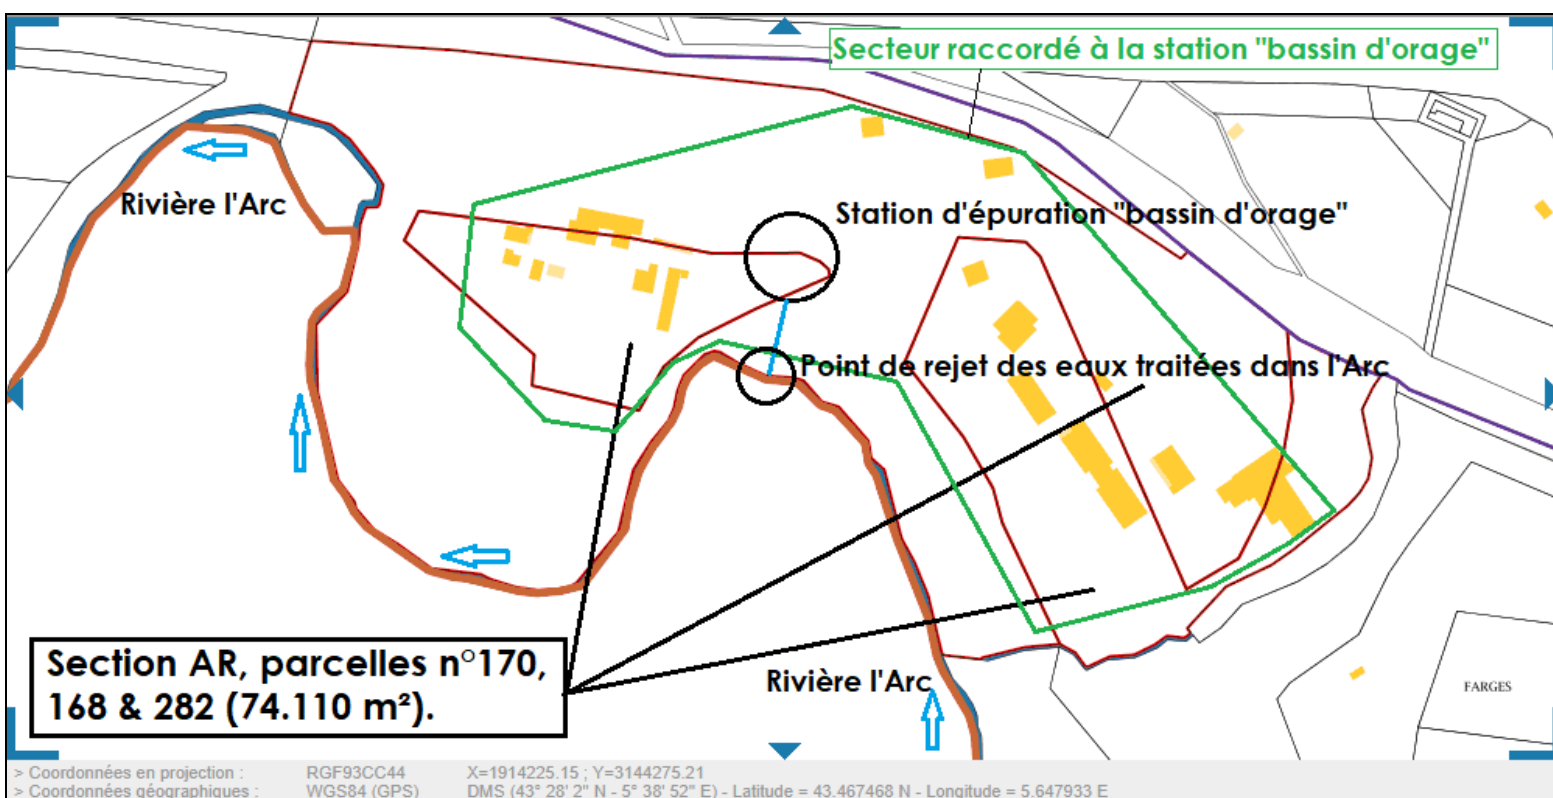 Secteur raccordé à la station "bassin d'orage"
Rivière l'Arc
Station d'épuration "bassin d'orage"
Point de rejet des eaux traitées dans l'Arc
Section AR, parcelles n°170,
168 & 282 (74.110 m²).
Rivière l'Arc
FARGES
> Coordonnées en projection : RGF93CC44 X=1914225.15 ; Y=3144275.21
> Coordonnées géographiques : WGS84 (GPS) DMS (43° 28' 2" N - 5° 38' 52" E) - Latitude = 43.467468 N - Longitude = 5.647933 E